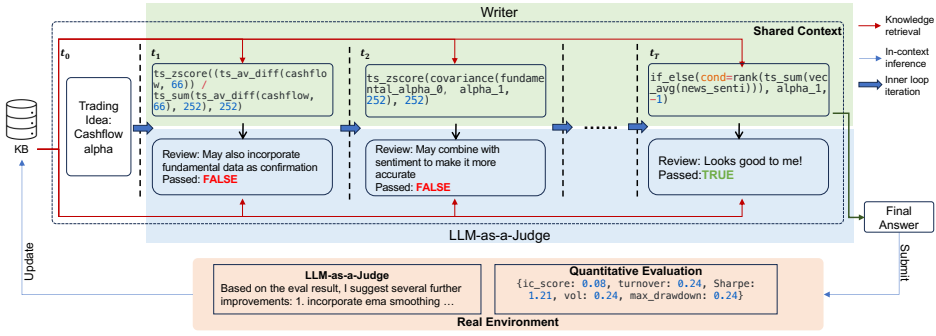 Writer
Shared Context
Knowledge
retrieval
In-context
inference
Inner loop
iteration
t0
t1
t2
tT
KB
Trading
Idea:
Cashflow
alpha
ts_zscore((ts_av_diff(cashflo
w, 66)) /
ts_sum(ts_av_diff(cashflow,
66), 252), 252)
Review: May also incorporate
fundamental data as confirmation
Passed: FALSE
ts_zscore(covariance(fundame
ntal_alpha_0, alpha_1,
252), 252)
Review: May combine with
sentiment to make it more
accurate
Passed: FALSE
......
if_else(cond=rank(ts_sum(vec
_avg(news_senti))), alpha_1,
-1)
Review: Looks good to me!
Passed:TRUE
LLM-as-a-Judge
Final
Answer
Update
Submit
LLM-as-a-Judge
Based on the eval result, I suggest several further
improvements: 1. incorporate ema smoothing ...
Quantitative Evaluation
{ic_score: 0.08, turnover: 0.24, Sharpe:
1.21, vol: 0.24, max_drawdown: 0.24}
Real Environment